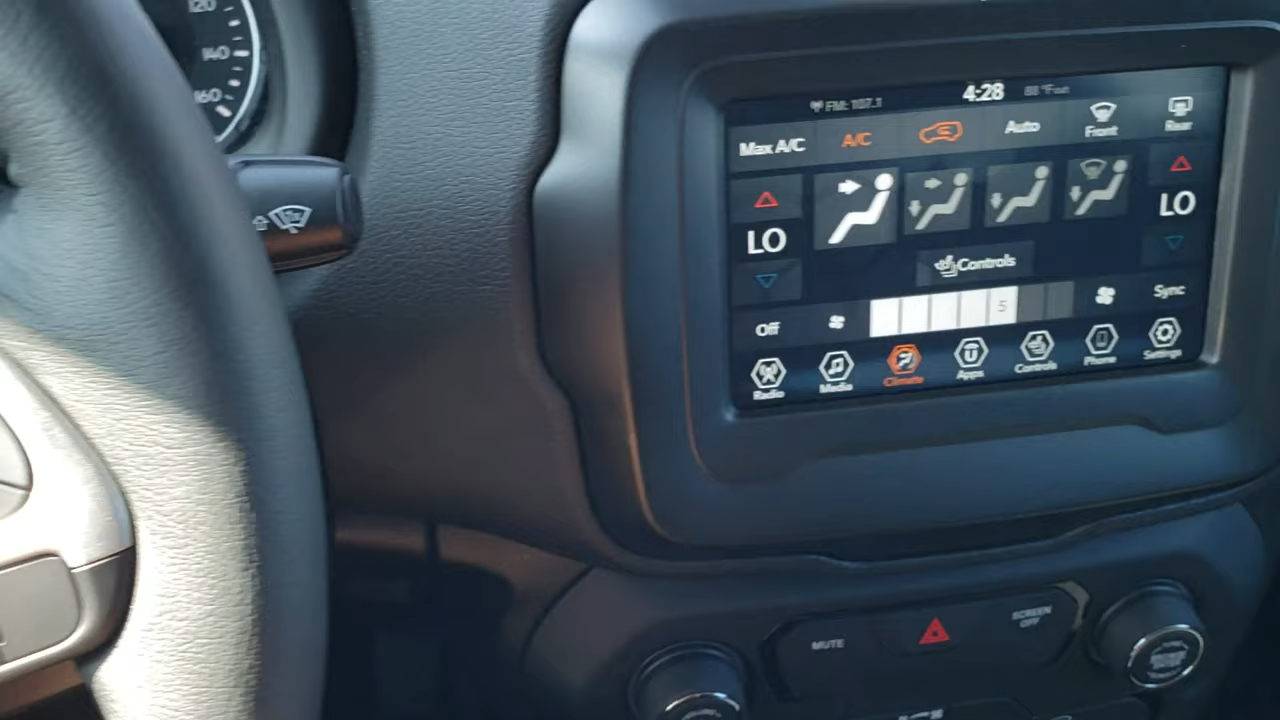 120
140
160
FM: 107.1
4:28
88 °F
Max A/C
A/C
Auto
Front
Rear
LO
LO
Controls
5
Off
Sync
Radio
Media
Climate
Apps
Controls
Phone
Settings
MUTE
SCREEN
OFF